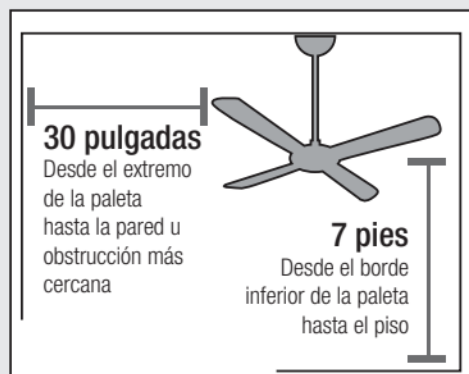 30 pulgadas
Desde el extremo
de la paleta
hasta la pared u
obstrucción más
cercana
7 pies
Desde el borde
inferior de la paleta
hasta el piso